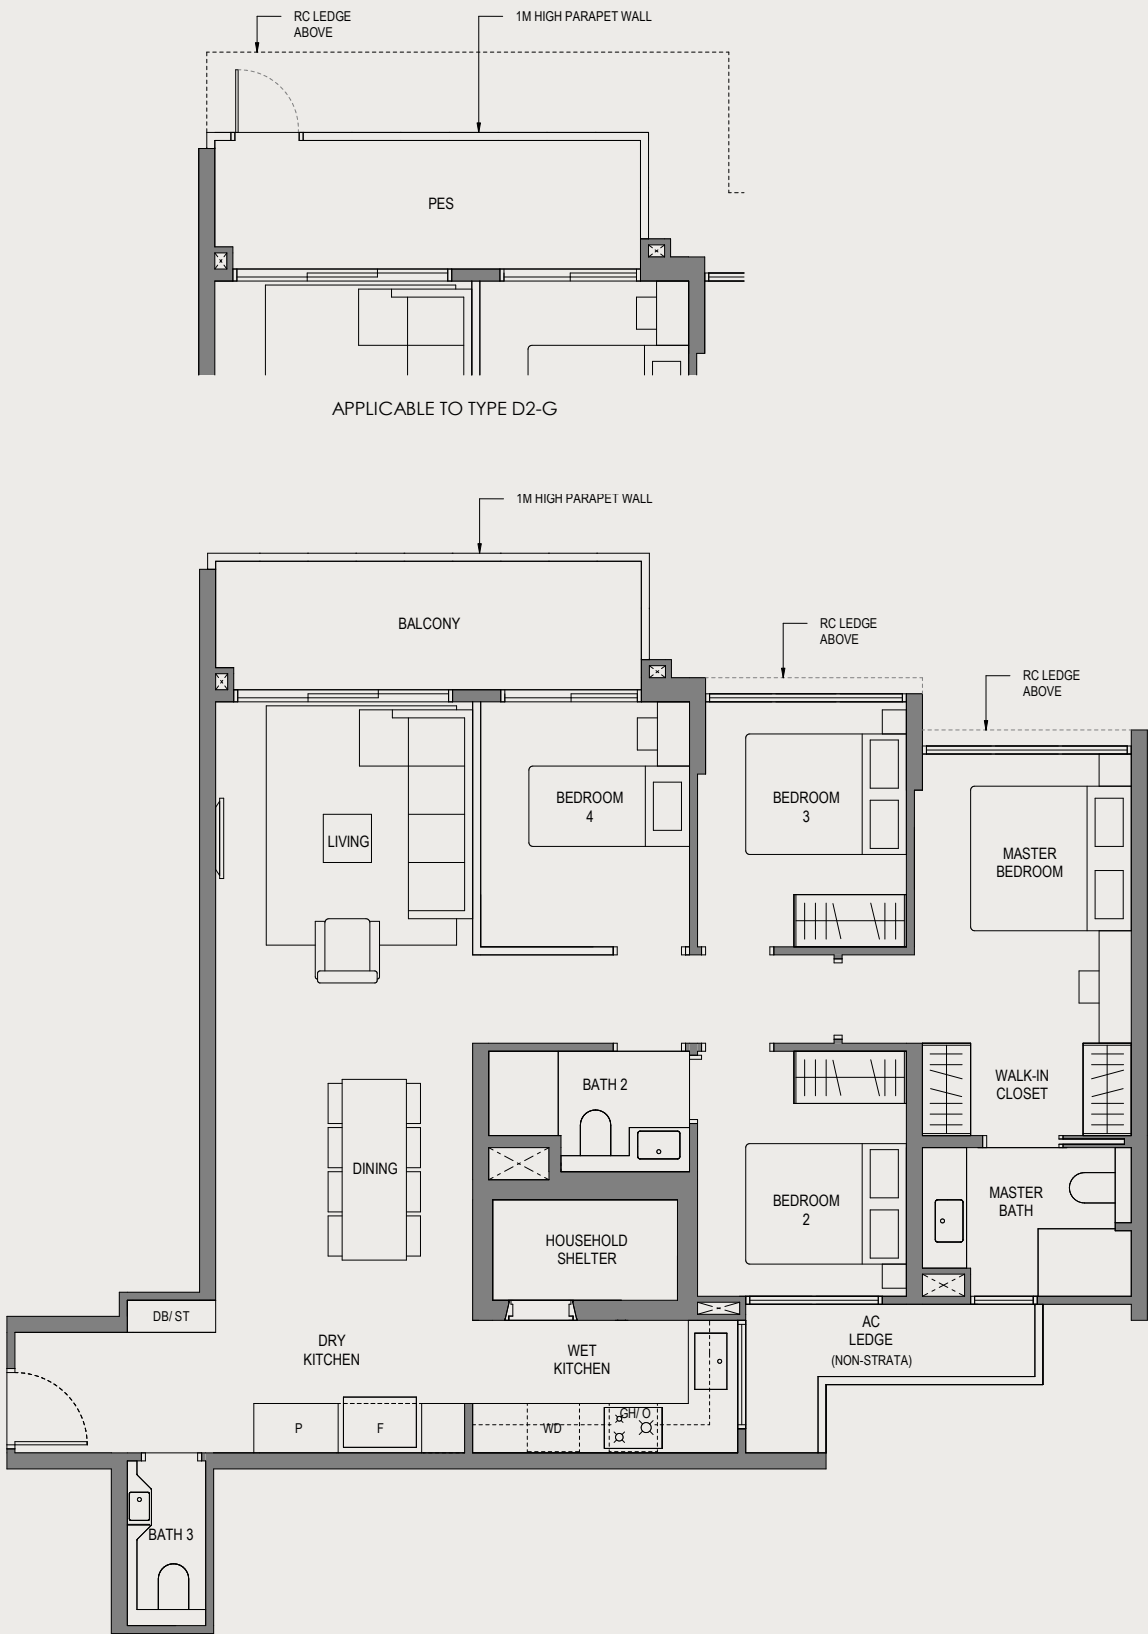 RC LEDGE
ABOVE
1M HIGH PARAPET WALL
PES
APPLICABLE TO TYPE D2-G
1M HIGH PARAPET WALL
BALCONY
RC LEDGE
ABOVE
RC LEDGE
ABOVE
BEDROOM
4
BEDROOM
3
LIVING
MASTER
BEDROOM
WALK-IN
CLOSET
BATH 2
DINING
BEDROOM
2
MASTER
BATH
HOUSEHOLD
SHELTER
DB/ ST
DRY
KITCHEN
WET
KITCHEN
AC
LEDGE
(NON-STRATA)
P
F
WD
GH/ O
BATH 3